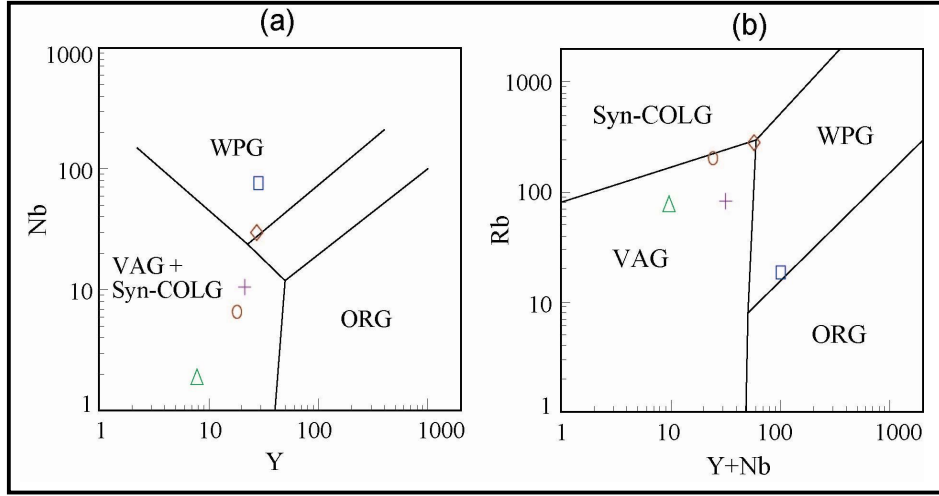 (a)
1000
100
10
1
Nb
WPG
VAG +
Syn-COLG
ORG
1
10
100
1000
Y
(b)
1000
100
10
1
Rb
Syn-COLG
WPG
VAG
ORG
1
10
100
1000
Y+Nb